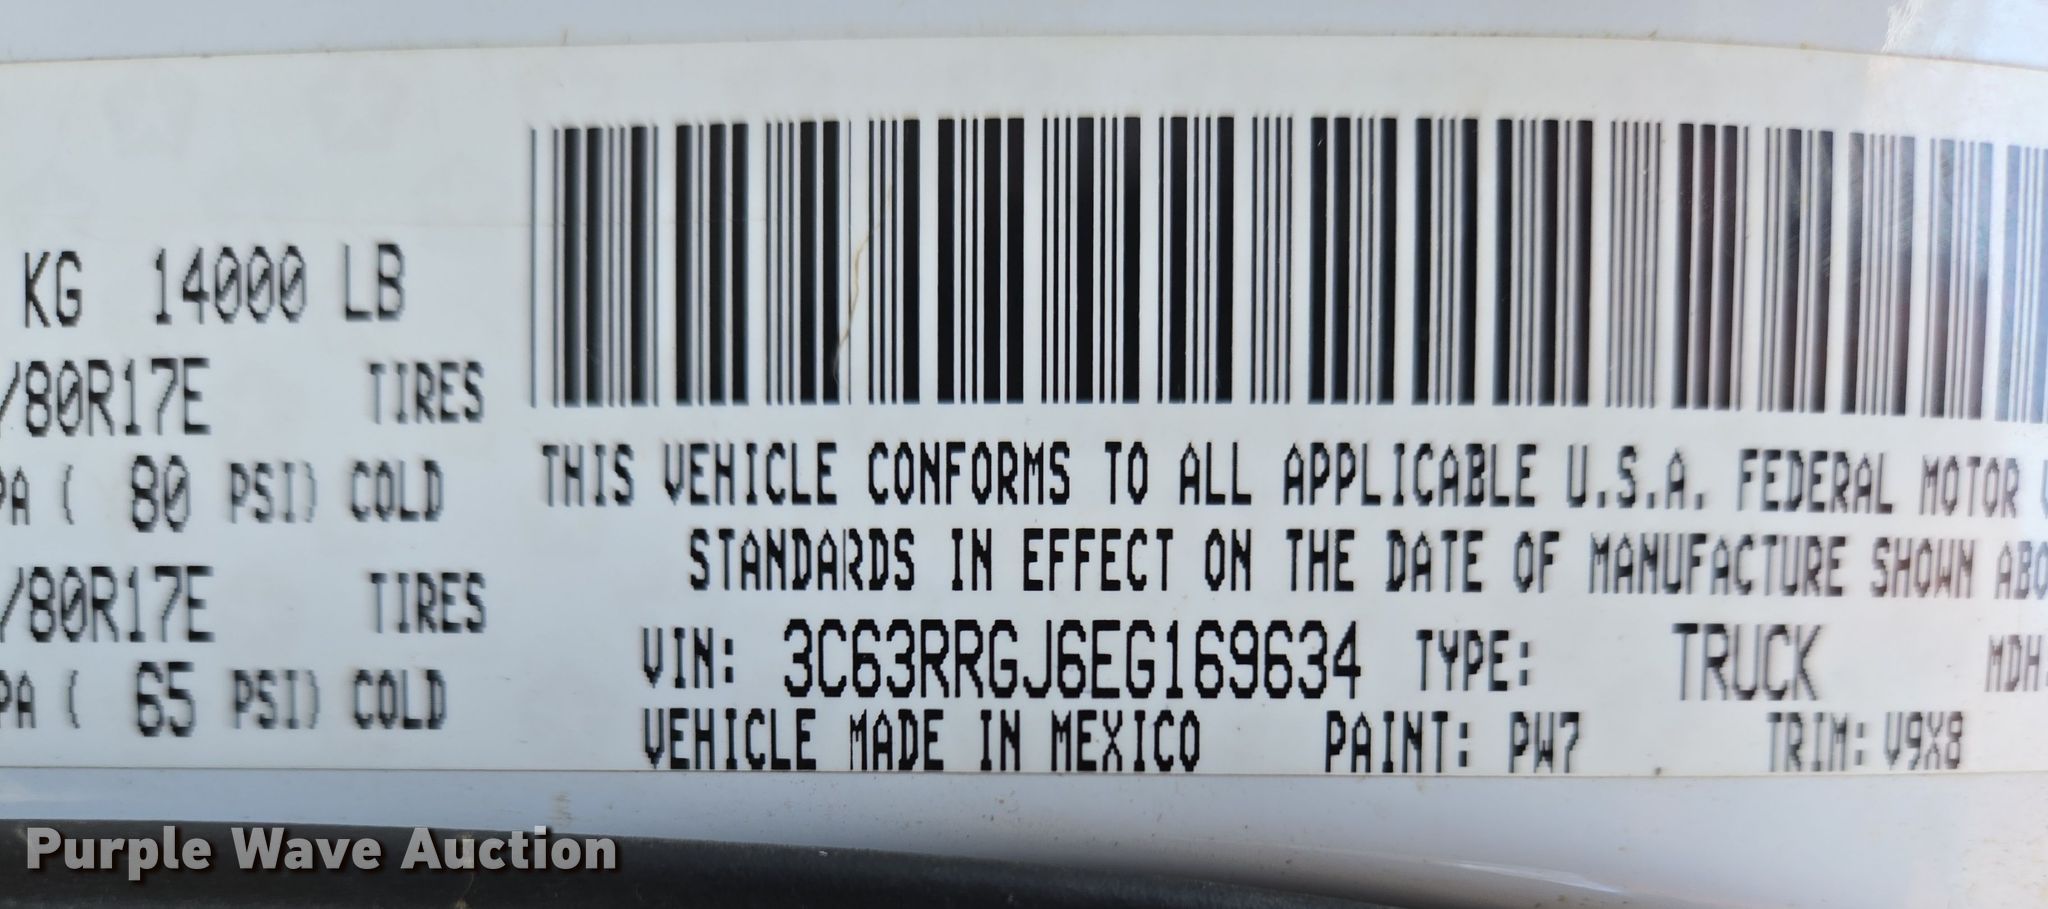 KG 14000 LB
/80R17E TIRES
PA ( 80 PSI) COLD
/80R17E TIRES
PA ( 65 PSI) COLD
THIS VEHICLE CONFORMS TO ALL APPLICABLE U.S.A. FEDERAL MOTOR
STANDARDS IN EFFECT ON THE DATE OF MANUFACTURE SHOWN ABO
VIN: 3C63RRGJ6EG169634 TYPE: TRUCK MDH:
VEHICLE MADE IN MEXICO PAINT: PW7 TRIM: V9X8
Purple Wave Auction